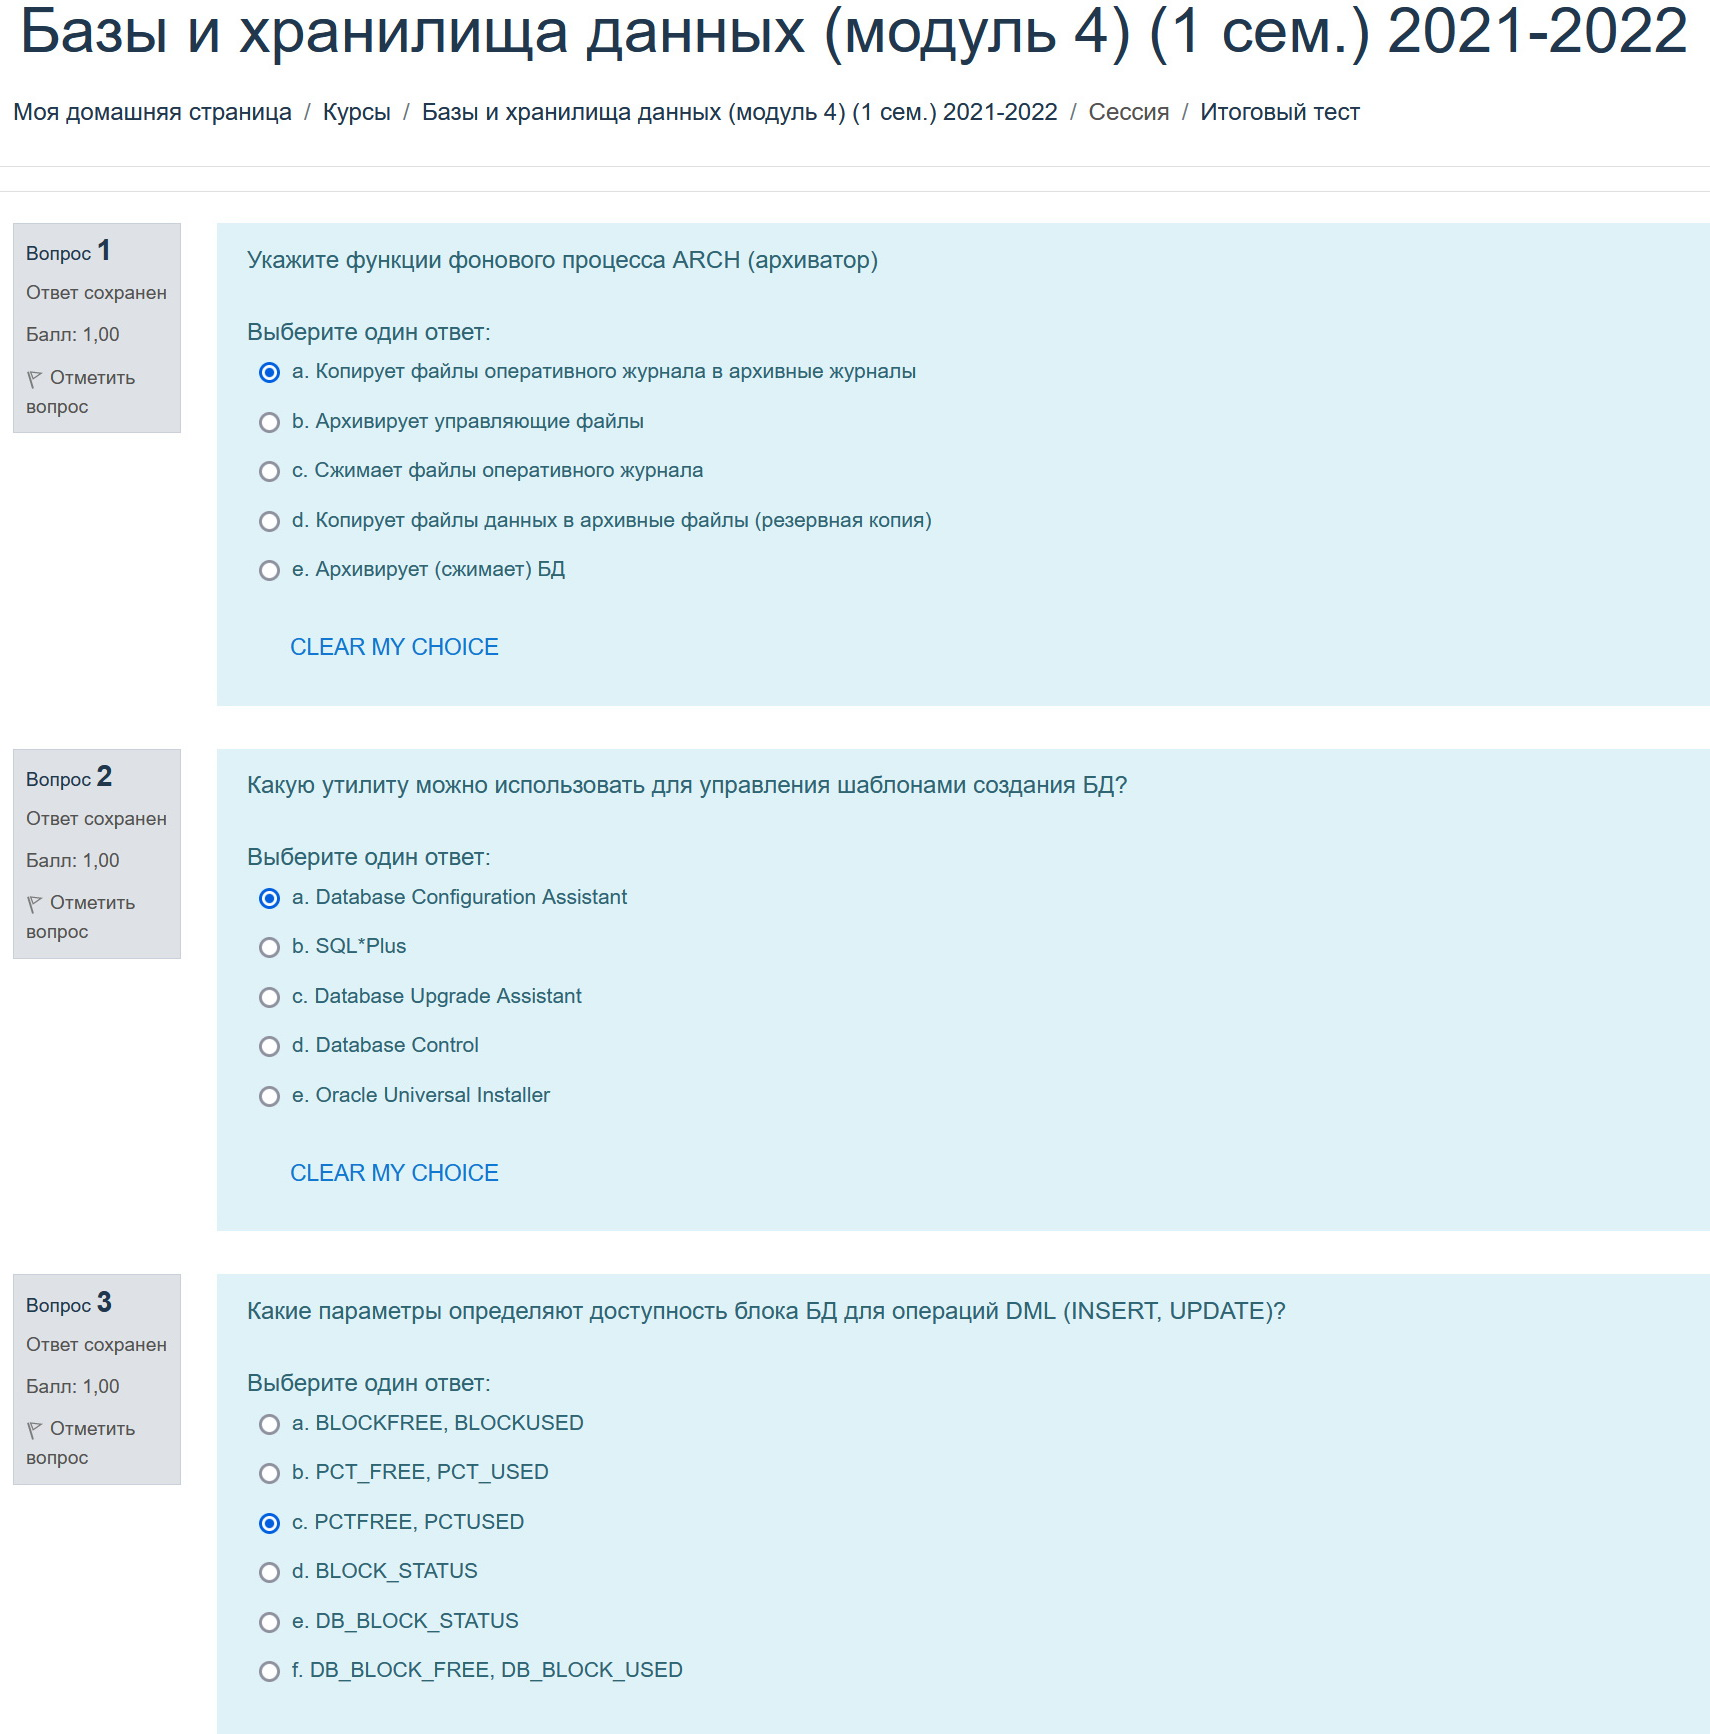 Базы и хранилища данных (модуль 4) (1 сем.) 2021-2022
Моя домашняя страница / Курсы / Базы и хранилища данных (модуль 4) (1 сем.) 2021-2022 / Сессия / Итоговый тест
Вопрос 1
Ответ сохранен
Балл: 1,00
Отметить
вопрос
Укажите функции фонового процесса ARCH (архиватор)
Выберите один ответ:
a. Копирует файлы оперативного журнала в архивные журналы
b. Архивирует управляющие файлы
c. Сжимает файлы оперативного журнала
d. Копирует файлы данных в архивные файлы (резервная копия)
e. Архивирует (сжимает) БД
CLEAR MY CHOICE
Вопрос 2
Ответ сохранен
Балл: 1,00
Отметить
вопрос
Какую утилиту можно использовать для управления шаблонами создания БД?
Выберите один ответ:
a. Database Configuration Assistant
b. SQL*Plus
c. Database Upgrade Assistant
d. Database Control
e. Oracle Universal Installer
CLEAR MY CHOICE
Вопрос 3
Ответ сохранен
Балл: 1,00
Отметить
вопрос
Какие параметры определяют доступность блока БД для операций DML (INSERT, UPDATE)?
Выберите один ответ:
a. BLOCKFREE, BLOCKUSED
b. PCT_FREE, PCT_USED
c. PCTFREE, PCTUSED
d. BLOCK_STATUS
e. DB_BLOCK_STATUS
f. DB_BLOCK_FREE, DB_BLOCK_USED